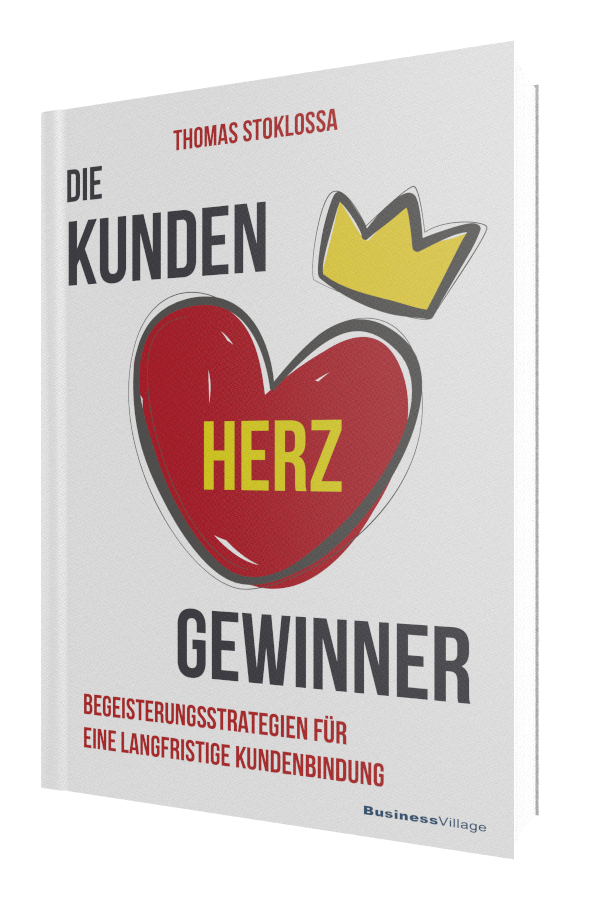 THOMAS STOKLOSSA
DIE
KUNDEN
HERZ
GEWINNER
BEGEISTERUNGSSTRATEGIEN FÜR
EINE LANGFRISTIGE KUNDENBINDUNG
BusinessVillage